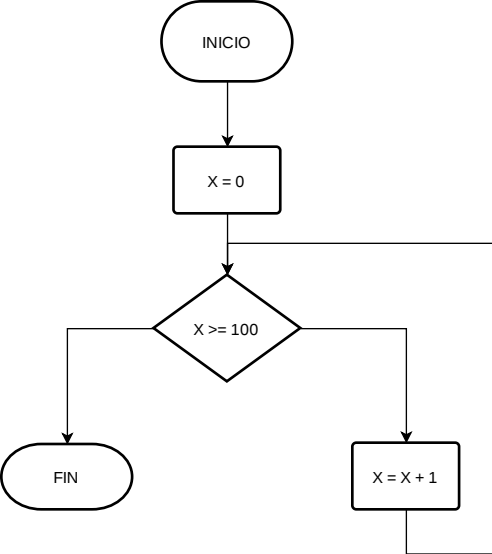 INICIO
X = 0
X >= 100
FIN
X = X + 1